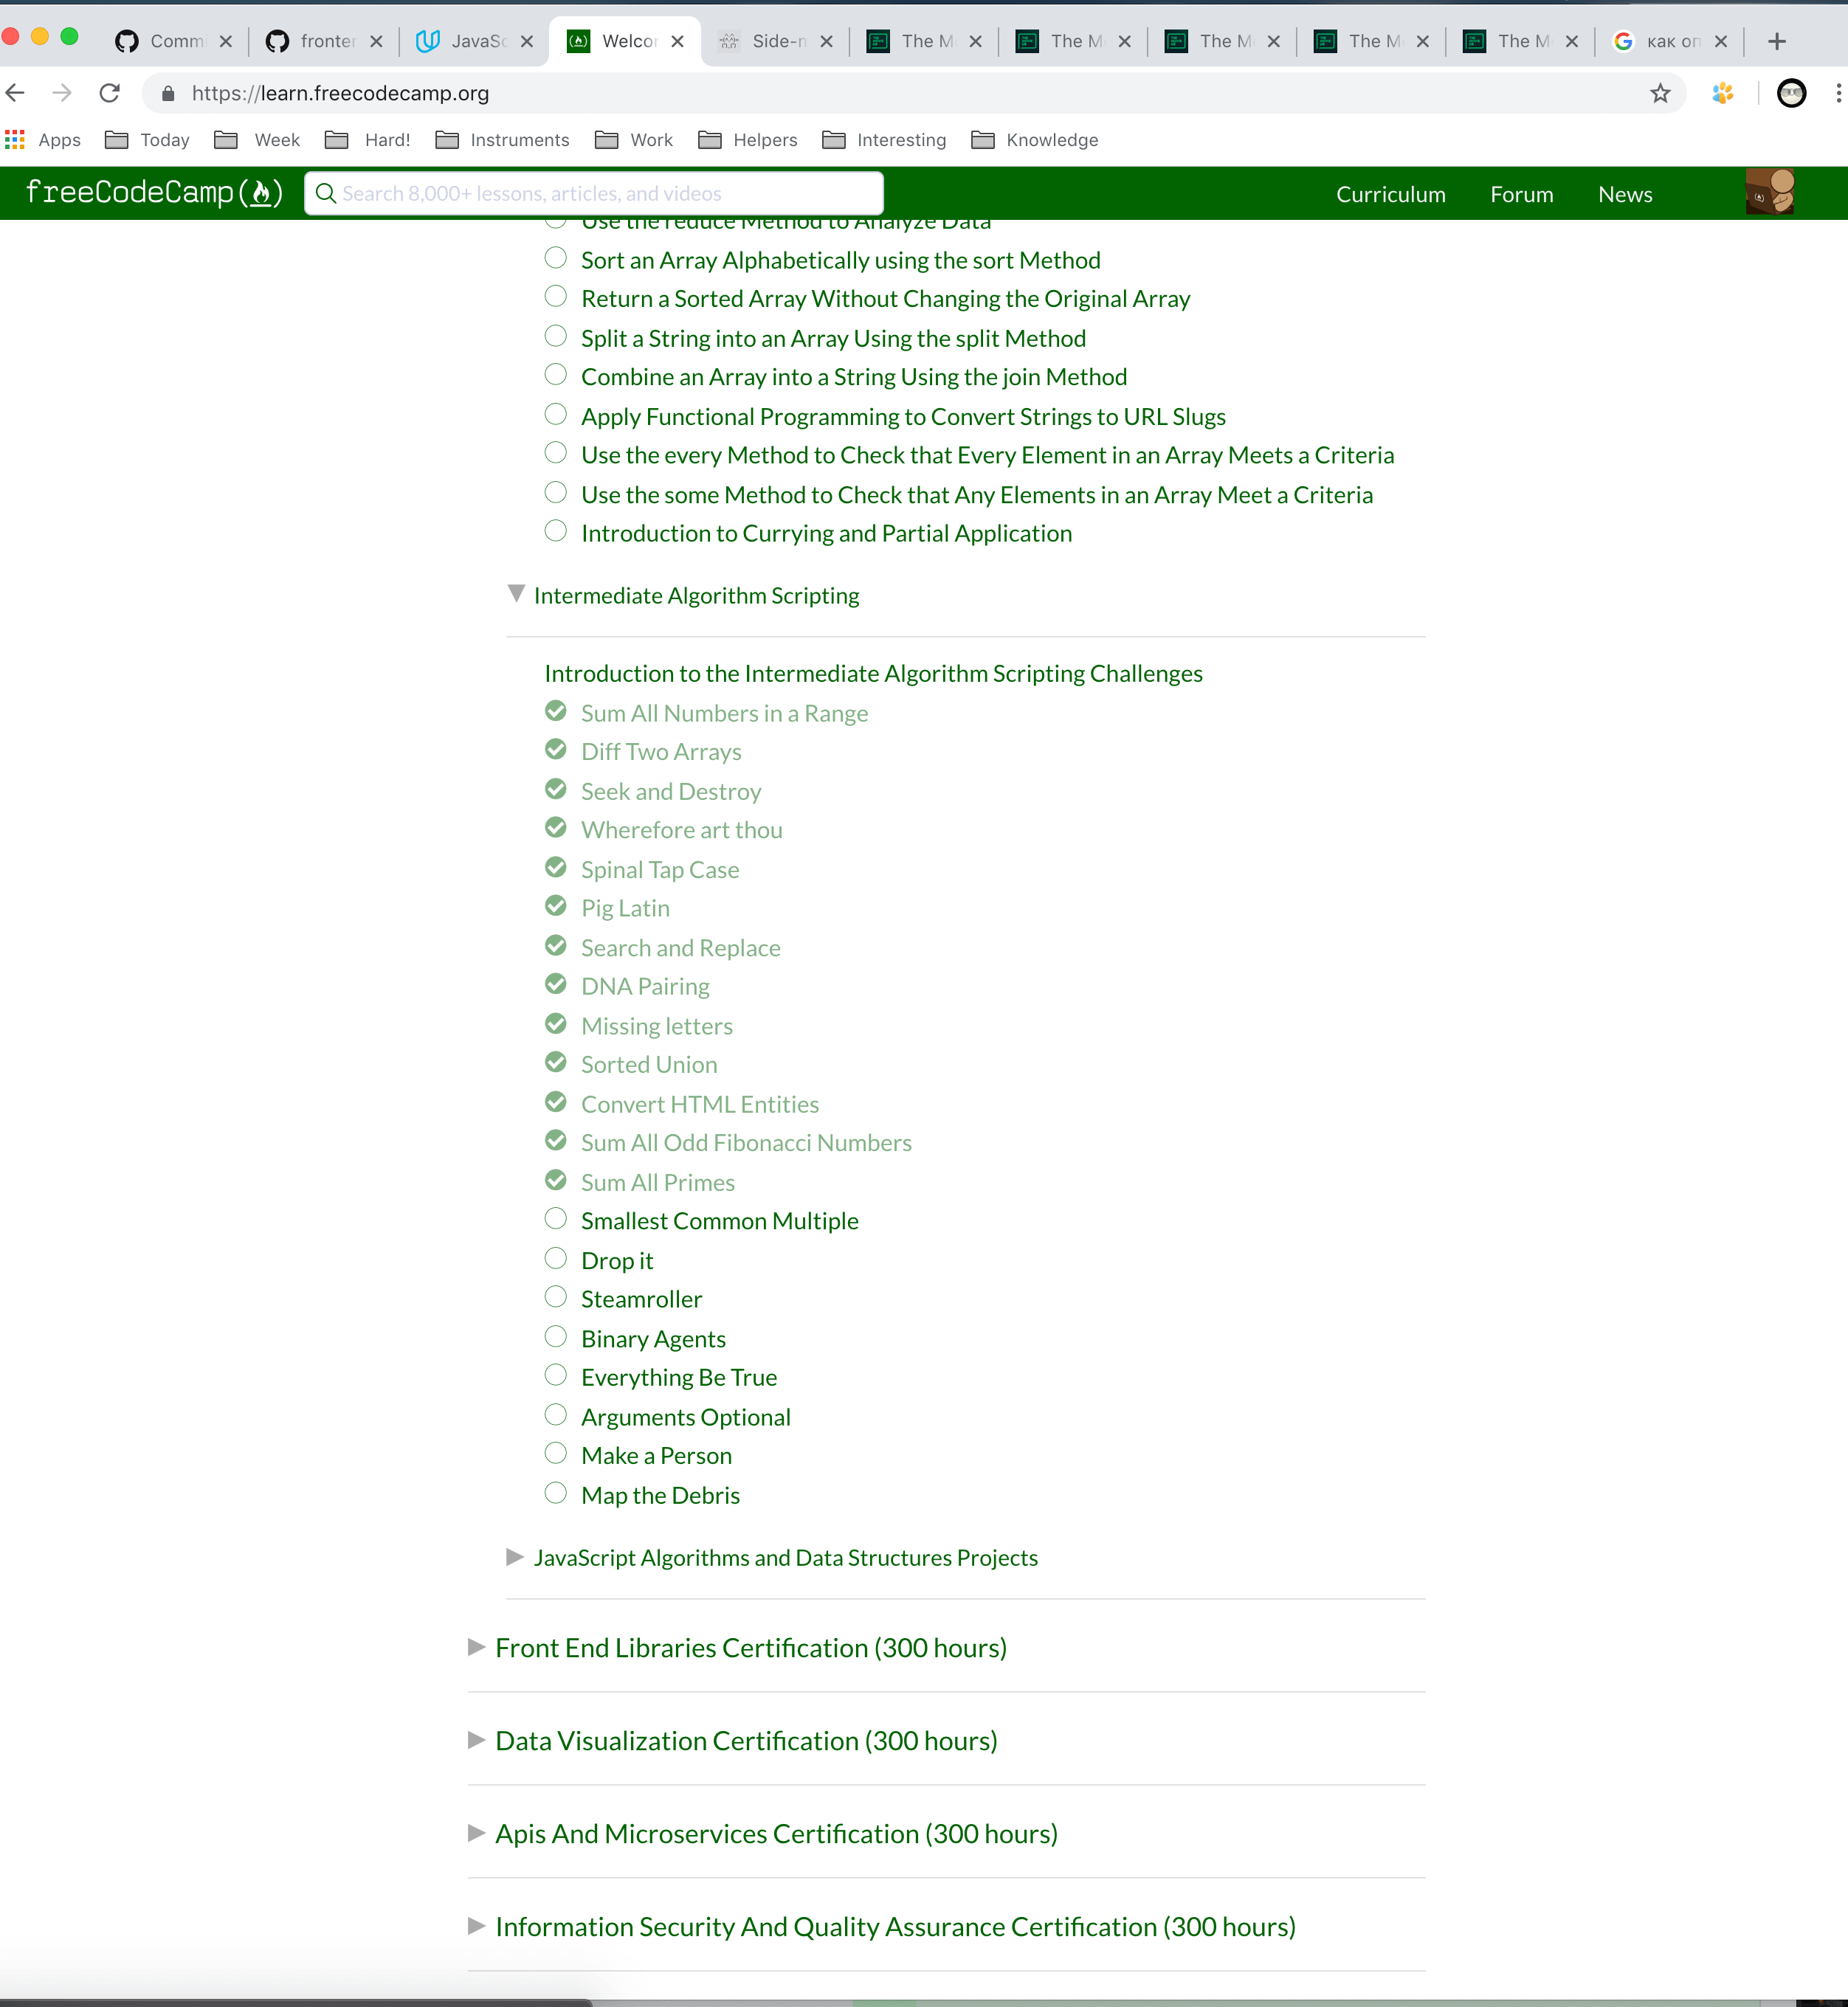 Comm
fronter
JavaSc
Welco
Side-n
The M
The M
The M
The M
The M
как оп
https://learn.freecodecamp.org
Apps Today Week Hard! Instruments Work Helpers Interesting Knowledge
freeCodeCamp
Search 8,000+ lessons, articles, and videos
Curriculum Forum News
Use the reduce Method to Analyze Data
Sort an Array Alphabetically using the sort Method
Return a Sorted Array Without Changing the Original Array
Split a String into an Array Using the split Method
Combine an Array into a String Using the join Method
Apply Functional Programming to Convert Strings to URL Slugs
Use the every Method to Check that Every Element in an Array Meets a Criteria
Use the some Method to Check that Any Elements in an Array Meet a Criteria
Introduction to Currying and Partial Application
Intermediate Algorithm Scripting
Introduction to the Intermediate Algorithm Scripting Challenges
Sum All Numbers in a Range
Diff Two Arrays
Seek and Destroy
Wherefore art thou
Spinal Tap Case
Pig Latin
Search and Replace
DNA Pairing
Missing letters
Sorted Union
Convert HTML Entities
Sum All Odd Fibonacci Numbers
Sum All Primes
Smallest Common Multiple
Drop it
Steamroller
Binary Agents
Everything Be True
Arguments Optional
Make a Person
Map the Debris
JavaScript Algorithms and Data Structures Projects
Front End Libraries Certification (300 hours)
Data Visualization Certification (300 hours)
Apis And Microservices Certification (300 hours)
Information Security And Quality Assurance Certification (300 hours)